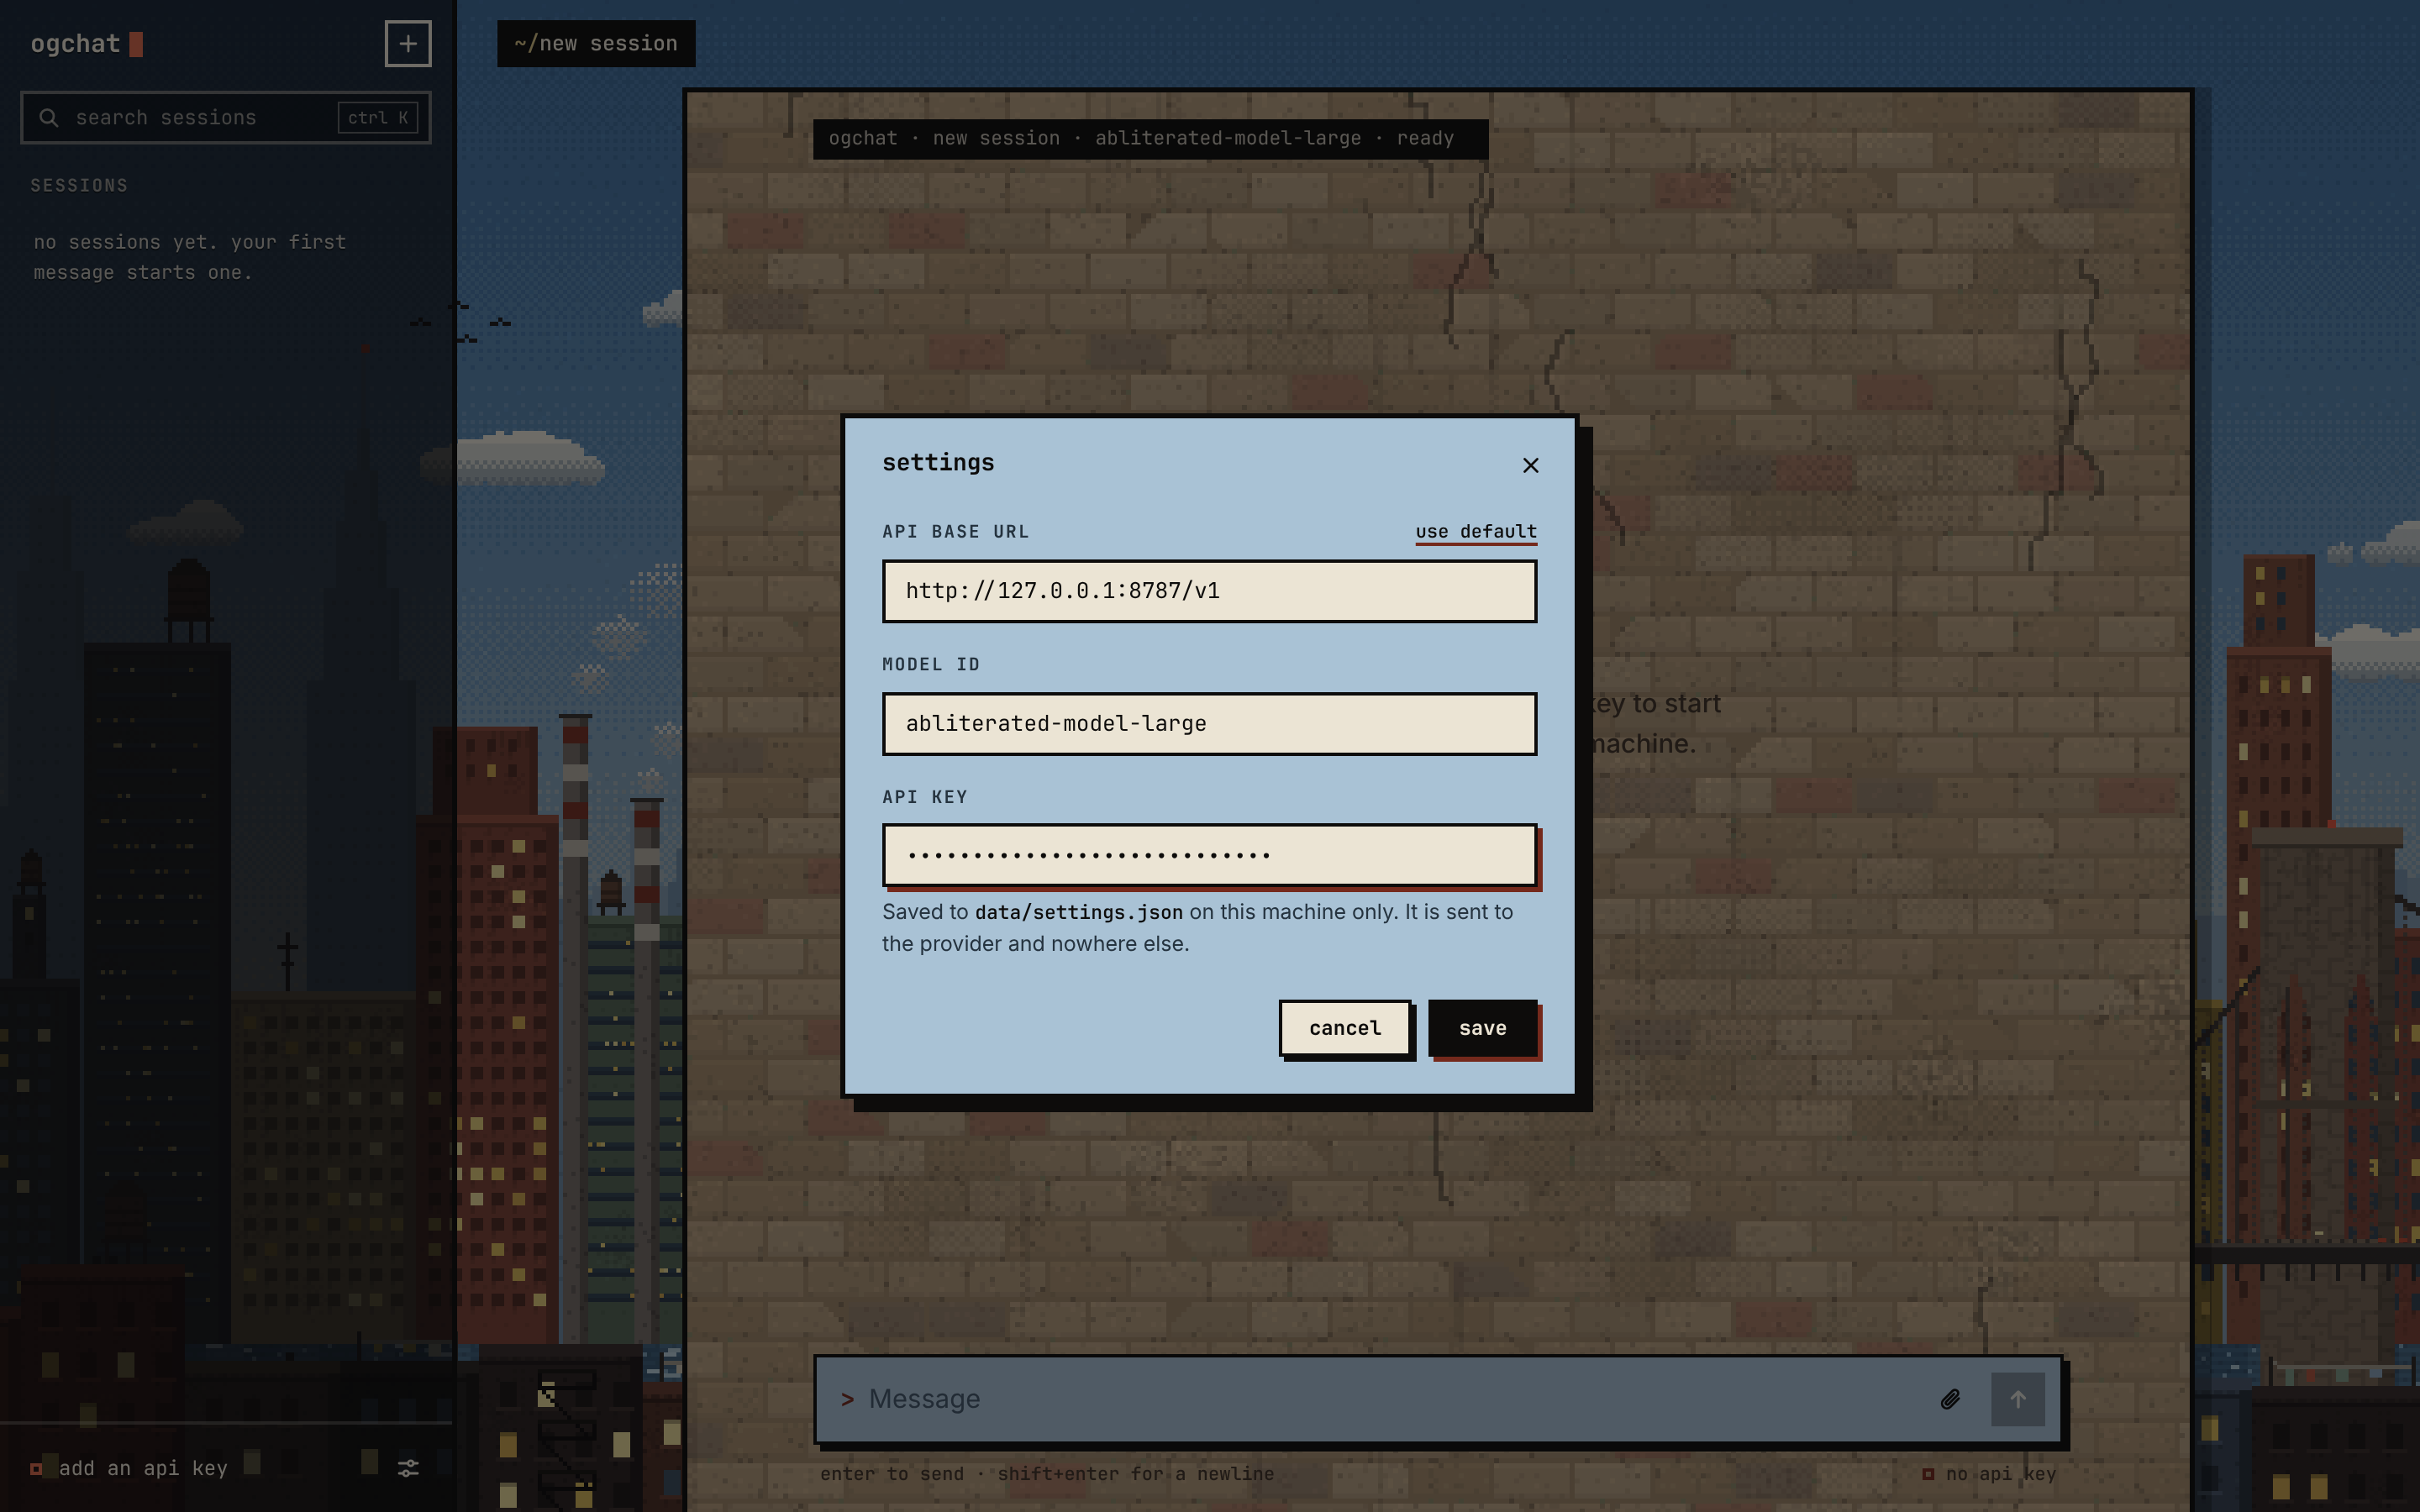 ogchat
~/new session
search sessions
ctrl K
SESSIONS
no sessions yet. your first
message starts one.
ogchat · new session · abliterated-model-large · ready
settings
API BASE URL
use default
http://127.0.0.1:8787/v1
MODEL ID
abliterated-model-large
API KEY
••••••••••••••••••••••••••••
Saved to data/settings.json on this machine only. It is sent to
the provider and nowhere else.
cancel
save
key to start
machine.
> Message
add an api key
enter to send · shift+enter for a newline
no api key